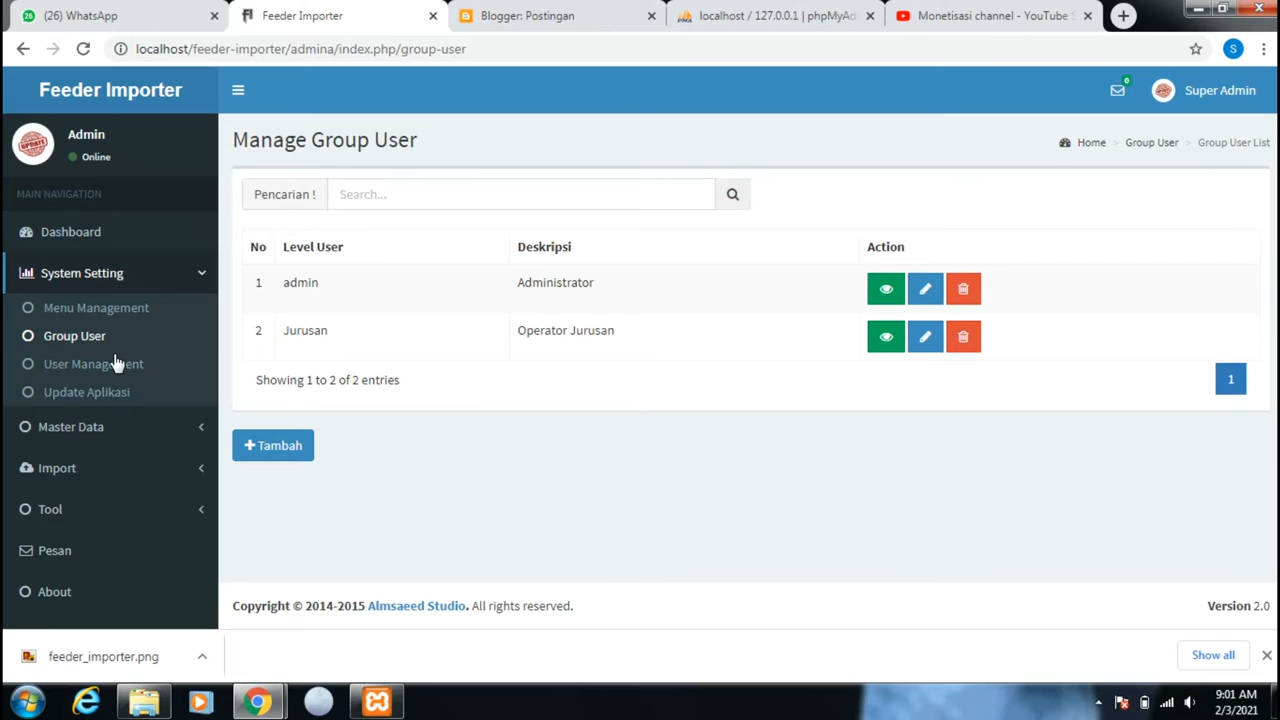 (26) WhatsApp
Feeder Importer
Blogger: Postingan
localhost / 127.0.0.1 | phpMyAd
Monetisasi channel - YouTube S
localhost/feeder-importer/admina/index.php/group-user
S
Feeder Importer
0
Super Admin
UPDATE
Admin
Online
Manage Group User
Home > Group User > Group User List
MAIN NAVIGATION
Pencarian !
Search...
Dashboard
No Level User Deskripsi Action
System Setting
1 admin Administrator
Menu Management
Group User
2 Jurusan Operator Jurusan
User Management
Showing 1 to 2 of 2 entries
1
Update Aplikasi
Master Data
+ Tambah
Import
Tool
Pesan
About
Copyright © 2014-2015 Almsaeed Studio. All rights reserved.
Version 2.0
feeder_importer.png
Show all
9:01 AM
2/3/2021